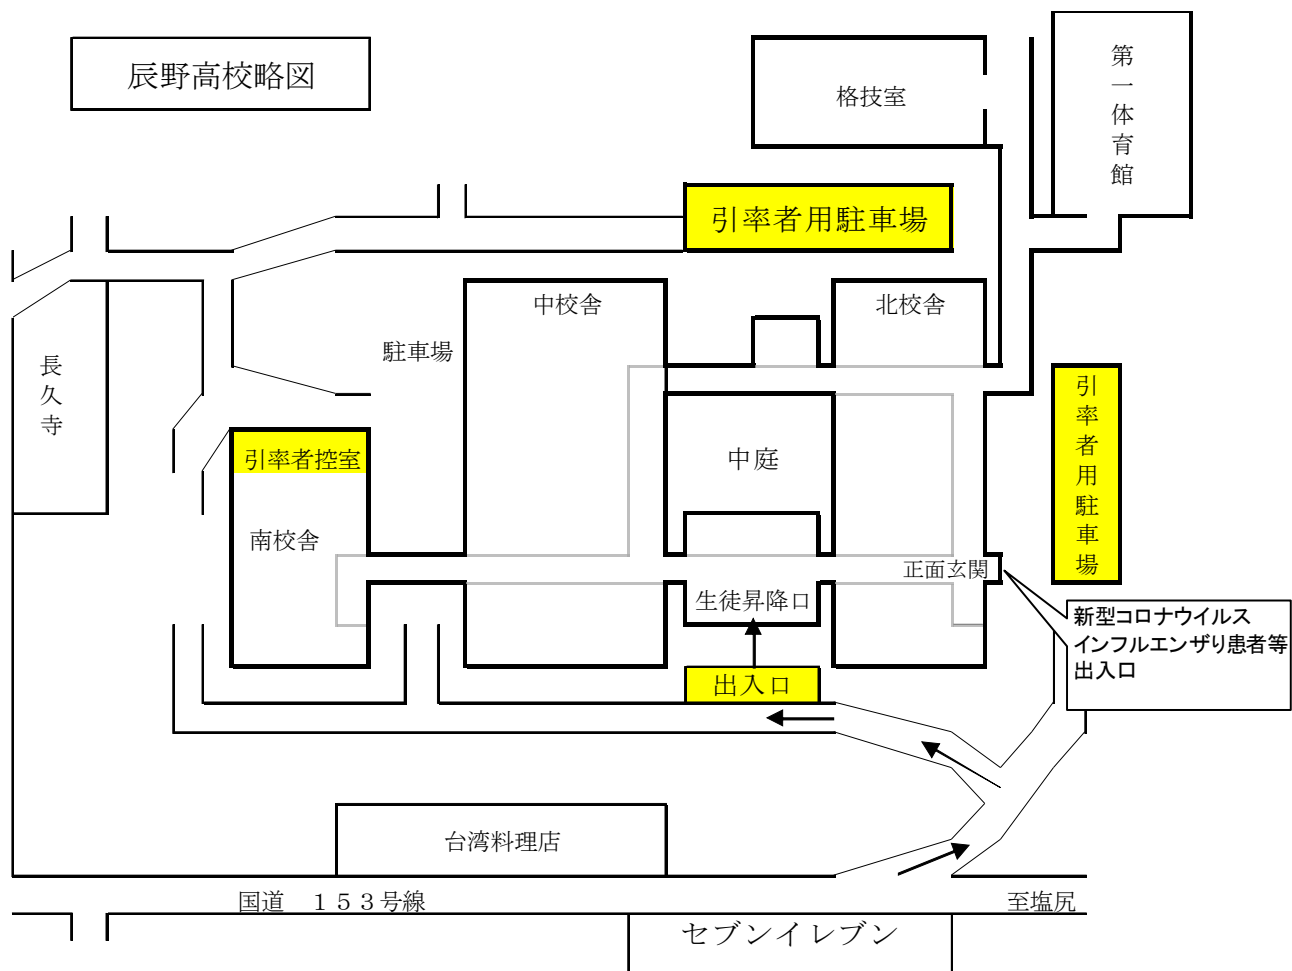 辰野高校略図
格技室
第一体育館
引率者用駐車場
中校舎
北校舎
駐車場
長久寺
引率者用駐車場
引率者控室
中庭
南校舎
正面玄関
生徒昇降口
新型コロナウイルス
インフルエンザり患者等
出入口
出入口
台湾料理店
国道 153号線
至塩尻
セブンイレブン